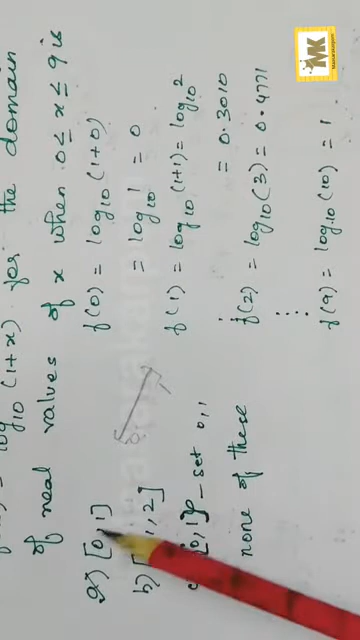 log10 (1+x) for the domain
of real values of x when 0 ≤ x ≤ 9 is
a) [0, 1]
b) [ 1, 2]
[0, 1] - set 0, 1
none of these
f(0) = log10 (1+0)
= log10 1 = 0
f(1) = log10 (1+1) = log10 2
= 0.3010
f(2) = log10 (3) = 0.4771
f(9) = log10 (10) = 1
MK